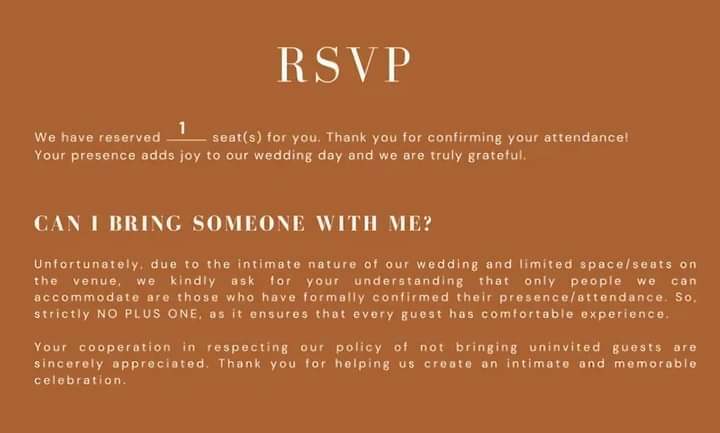 RSVP
We have reserved 1 seat(s) for you. Thank you for confirming your attendance!
Your presence adds joy to our wedding day and we are truly grateful.
CAN I BRING SOMEONE WITH ME?
Unfortunately, due to the intimate nature of our wedding and limited space/seats on
the venue, we kindly ask for your understanding that only people we can
accommodate are those who have formally confirmed their presence/attendance. So,
strictly NO PLUS ONE, as it ensures that every guest has comfortable experience.
Your cooperation in respecting our policy of not bringing uninvited guests are
sincerely appreciated. Thank you for helping us create an intimate and memorable
celebration.